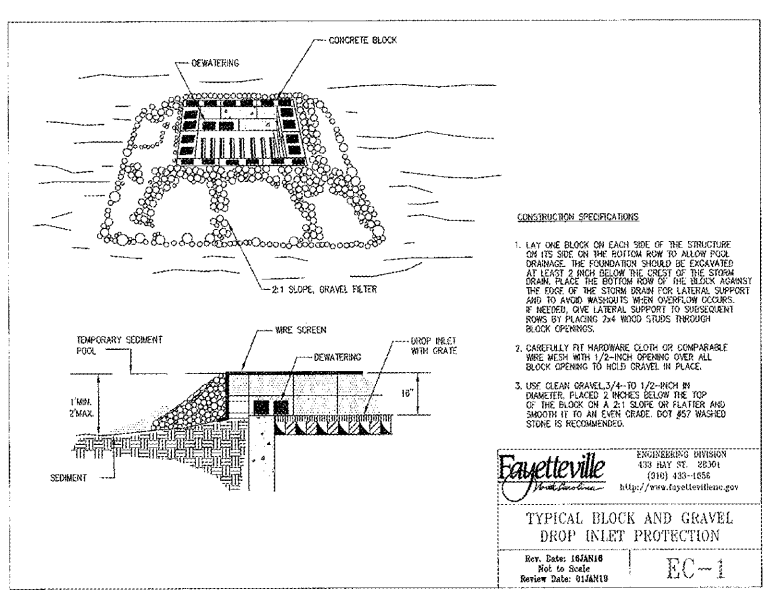 CONCRETE BLOCK
DEWATERING
2:1 SLOPE, GRAVEL FILTER
WIRE SCREEN
TEMPORARY SEDIMENT
POOL
DROP INLET
WITH GRATE
DEWATERING
1'MIN.
2'MAX.
16"
SEDIMENT
CONSTRUCTION SPECIFICATIONS
1. LAY ONE BLOCK ON EACH SIDE OF THE STRUCTURE
ON ITS SIDE ON THE BOTTOM ROW TO ALLOW POOL
DRAINAGE. THE FOUNDATION SHOULD BE EXCAVATED
AT LEAST 2 INCH BELOW THE CREST OF THE STORM
DRAIN. PLACE THE BOTTOM ROW OF THE BLOCK AGAINST
THE EDGE OF THE STORM DRAIN FOR LATERAL SUPPORT
AND TO AVOID WASHOUTS WHEN OVERFLOW OCCURS.
IF NEEDED, GIVE LATERAL SUPPORT TO SUBSEQUENT
ROWS BY PLACING 2x4 WOOD STUDS THROUGH
BLOCK OPENINGS.
2. CAREFULLY FIT HARDWARE CLOTH OR COMPARABLE
WIRE MESH WITH 1/2-INCH OPENING OVER ALL
BLOCK OPENING TO HOLD GRAVEL IN PLACE.
3. USE CLEAN GRAVEL,3/4-TO 1/2-INCH IN
DIAMETER, PLACED 2 INCHES BELOW THE TOP
OF THE BLOCK ON A 2:1 SLOPE OR FLATTER AND
SMOOTH IT TO AN EVEN GRADE. DOT #57 WASHED
STONE IS RECOMMENDED.
Fayetteville
North Carolina
ENGINEERING DIVISION
433 HAY ST. 28301
(910) 433-1656
http://www.fayettevillenc.gov
TYPICAL BLOCK AND GRAVEL
DROP INLET PROTECTION
Rev. Date: 16JAN16
Not to Scale
Review Date: 01JAN19
EC-1